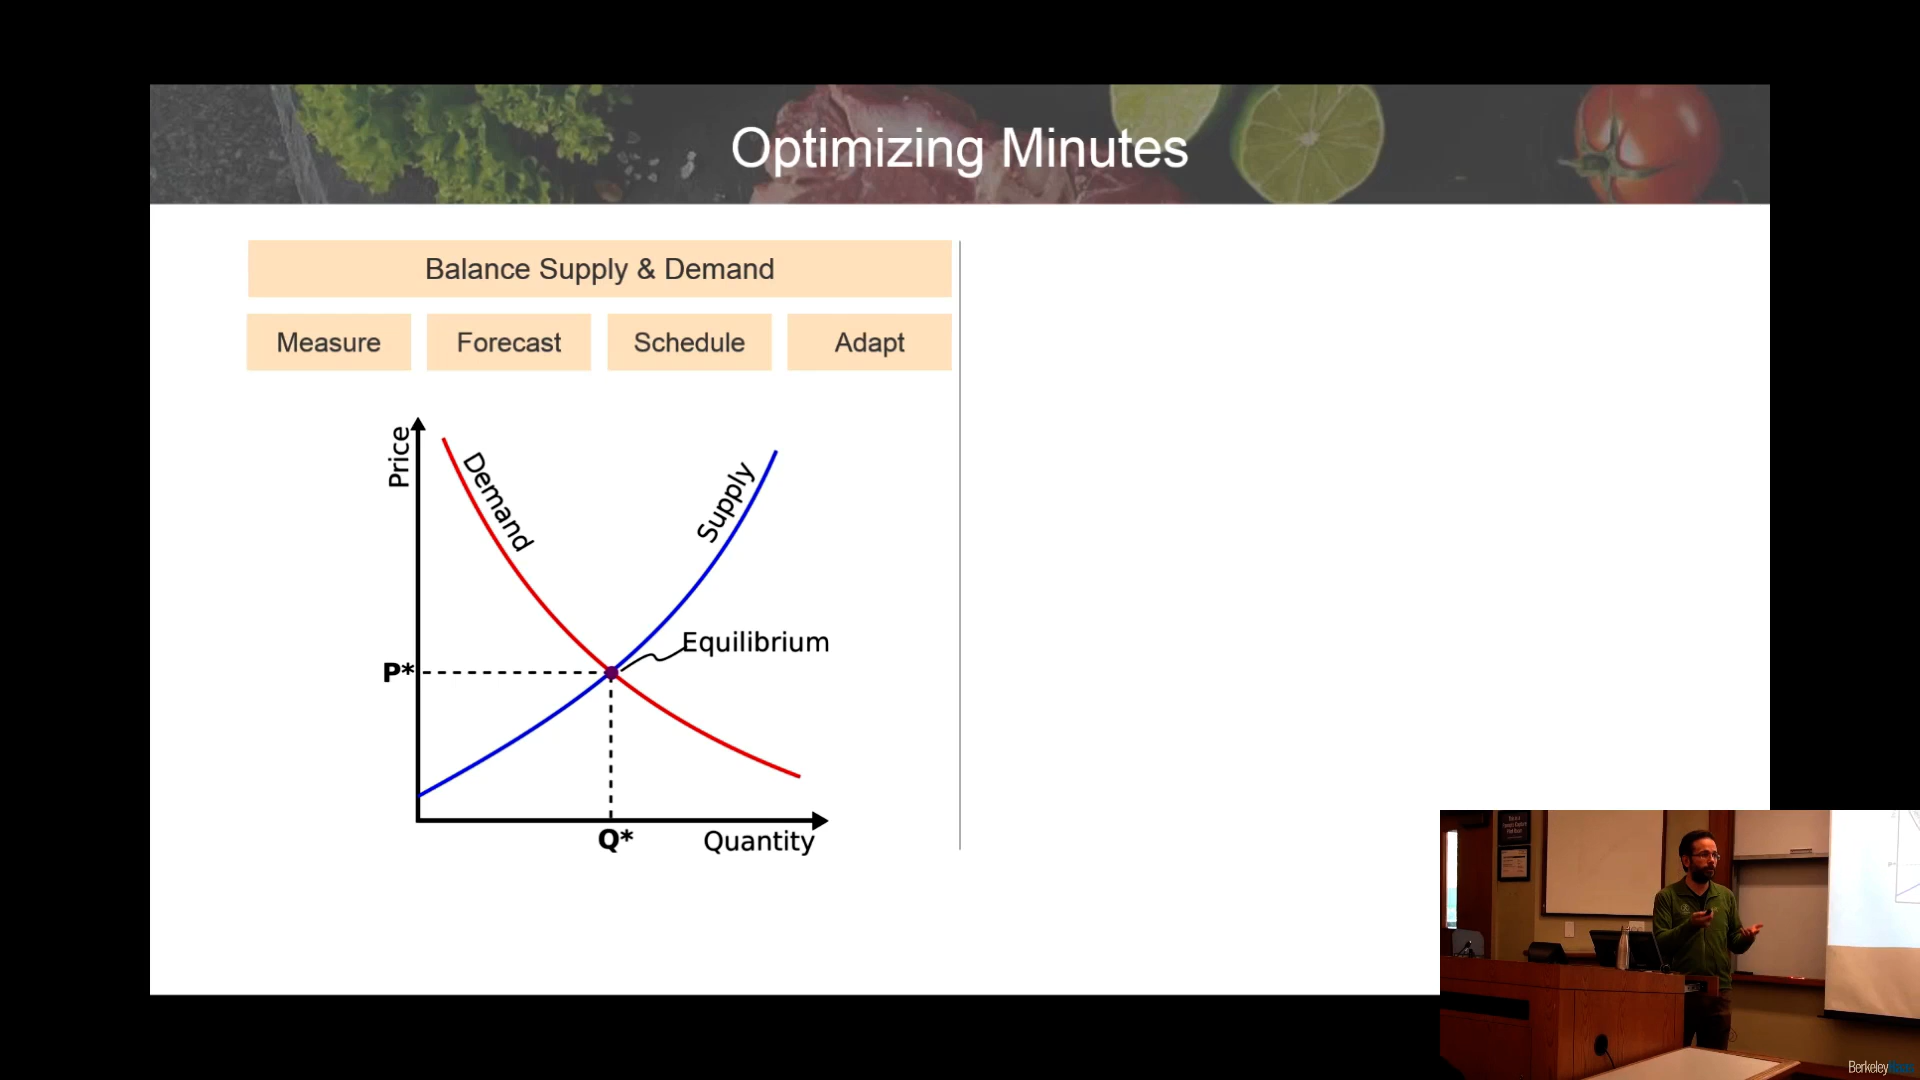 Optimizing Minutes
Balance Supply & Demand
Measure
Forecast
Schedule
Adapt
Price
Demand
Supply
Equilibrium
P*
Q*
Quantity
Berkeley